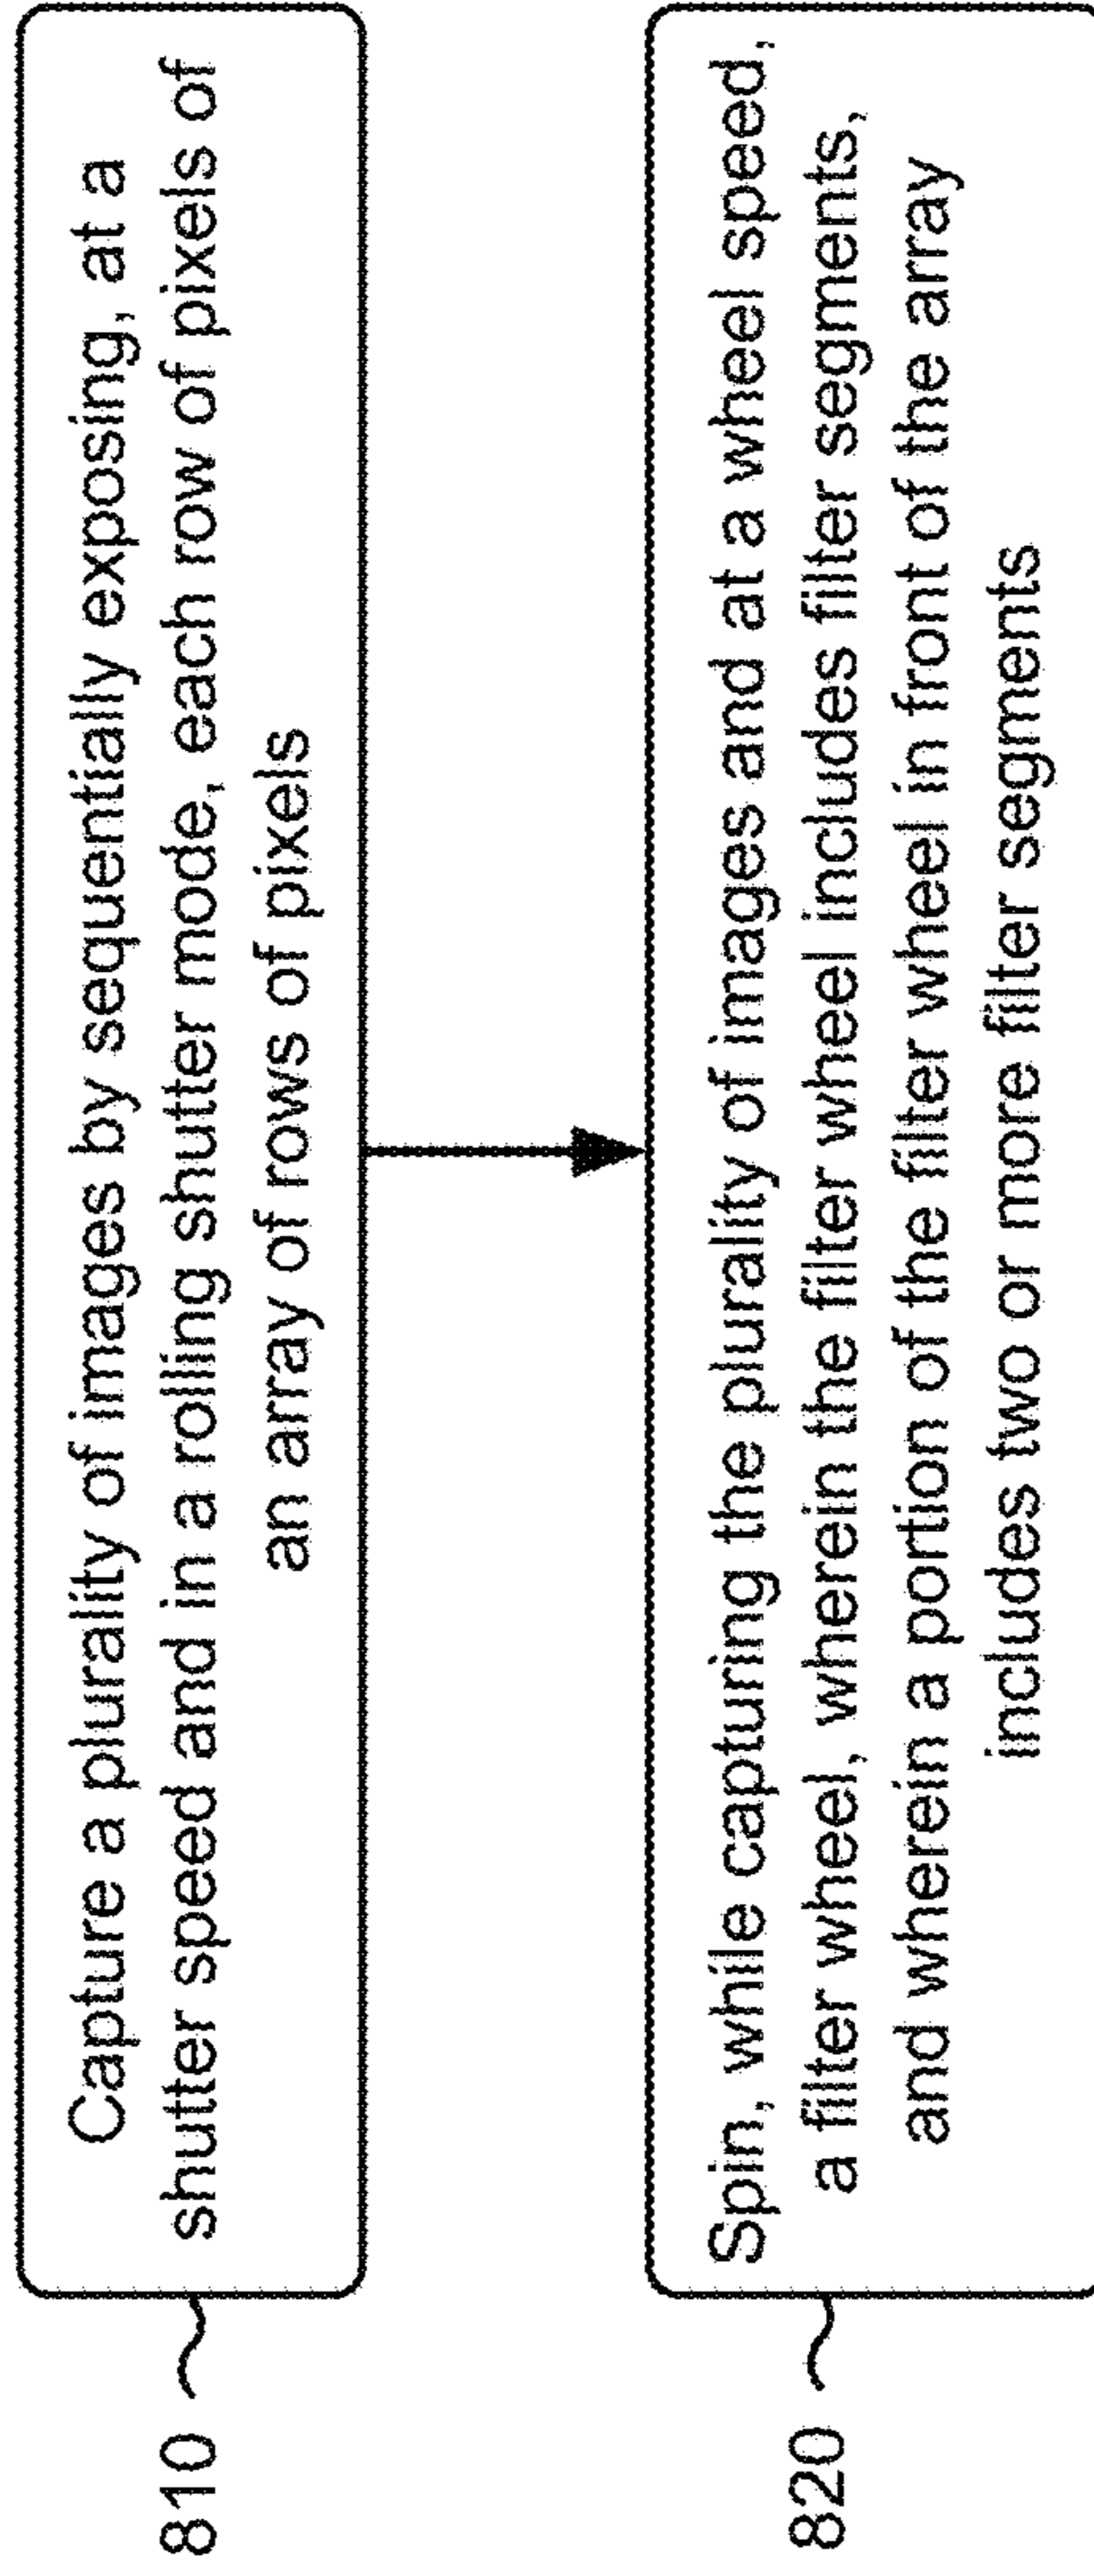 810
Capture a plurality of images by sequentially exposing, at a
shutter speed and in a rolling shutter mode, each row of pixels of
an array of rows of pixels
820
Spin, while capturing the plurality of images and at a wheel speed,
a filter wheel, wherein the filter wheel includes filter segments,
and wherein a portion of the filter wheel in front of the array
includes two or more filter segments